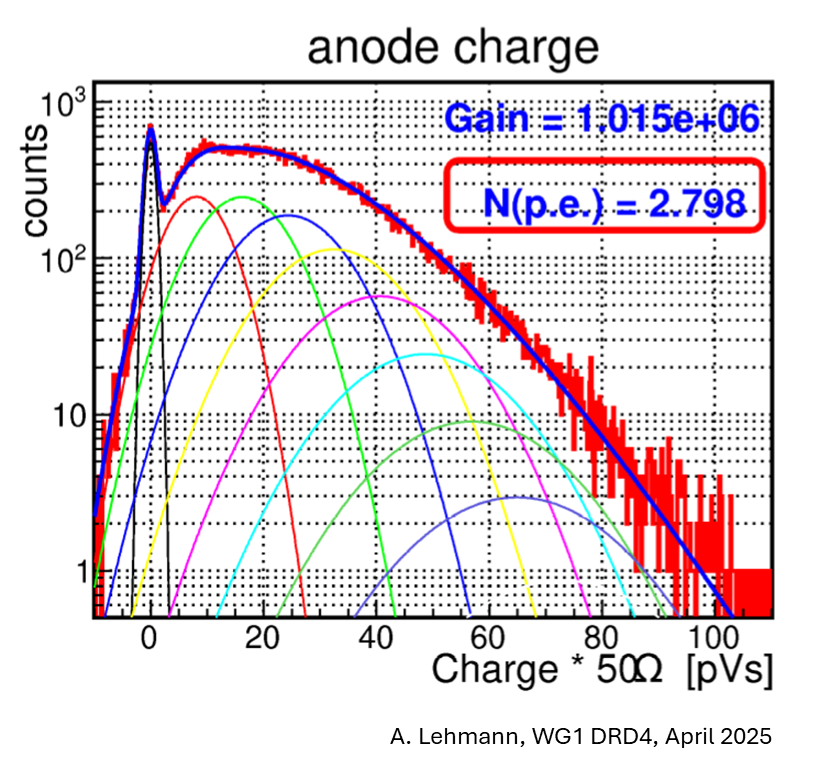 anode charge
Gain = 1.015e+06
N(p.e.) = 2.798
counts
10³
10²
10
1
0 20 40 60 80 100
Charge * 50Ω [pVs]
A. Lehmann, WG1 DRD4, April 2025